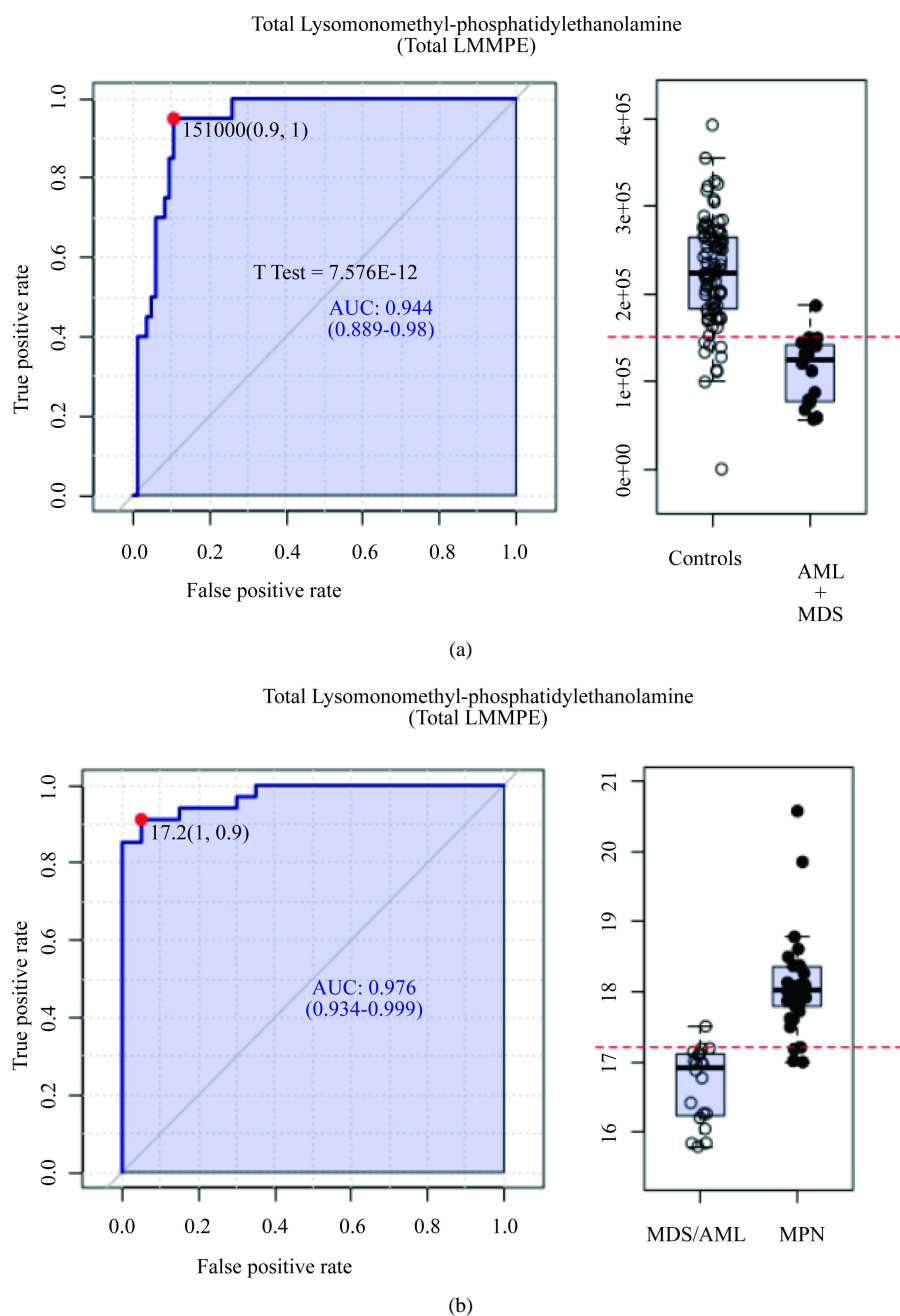 Total Lysomonomethyl-phosphatidylethanolamine
(Total LMMPE)
1.0
0.8
0.6
0.4
0.2
0.0
True positive rate
151000(0.9, 1)
T Test = 7.576E-12
AUC: 0.944
(0.889-0.98)
0.0 0.2 0.4 0.6 0.8 1.0
False positive rate
4e+05
3e+05
2e+05
1e+05
0e+00
Controls
AML
+
MDS
(a)
Total Lysomonomethyl-phosphatidylethanolamine
(Total LMMPE)
1.0
0.8
0.6
0.4
0.2
0.0
True positive rate
17.2(1, 0.9)
AUC: 0.976
(0.934-0.999)
0.0 0.2 0.4 0.6 0.8 1.0
False positive rate
21
20
19
18
17
16
MDS/AML MPN
(b)